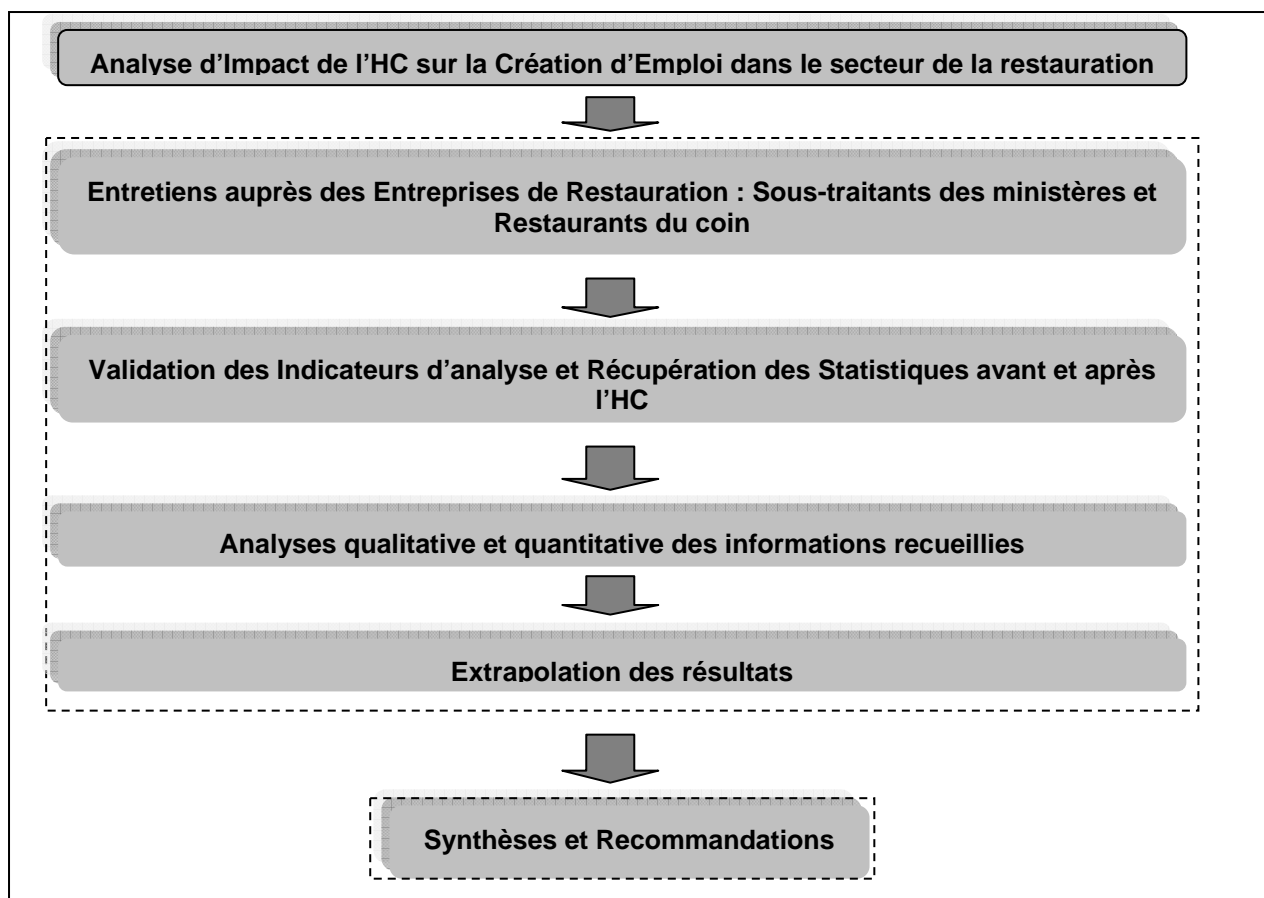 Analyse d’Impact de l’HC sur la Création d’Emploi dans le secteur de la restauration
Entretiens auprès des Entreprises de Restauration : Sous-traitants des ministères et
Restaurants du coin
Validation des Indicateurs d’analyse et Récupération des Statistiques avant et après
l’HC
Analyses qualitative et quantitative des informations recueillies
Extrapolation des résultats
Synthèses et Recommandations